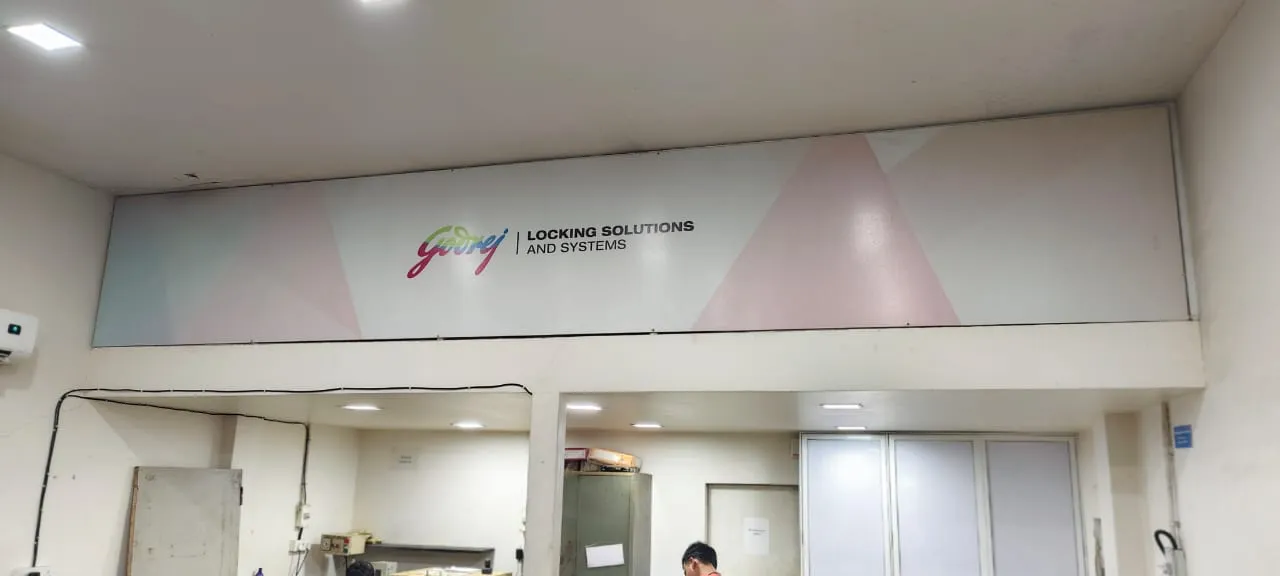 Godrej
LOCKING SOLUTIONS
AND SYSTEMS